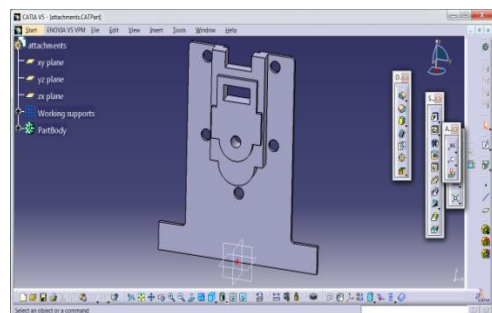 CATIA V5 - [attachments.CATPart]
Start ENOVIA V5 VPM File Edit View Insert Tools Window Help
attachments
xy plane
yz plane
zx plane
Working supports
PartBody
D...
S...
A...
Select an object or a command